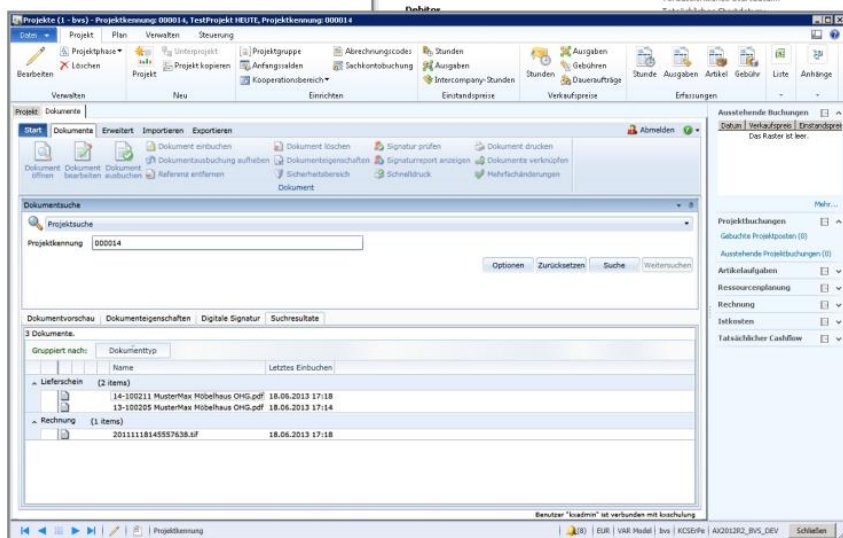 Debitor
Projekte (1 - bvs) - Projektkennung: 000014, TestProjekt HEUTE, Projektkennung: 000014
Datei Projekt Plan Verwalten Steuerung
Bearbeiten
Projektphase
Löschen
Verwalten
Projekt
Unterprojekt
Projekt kopieren
Neu
Projektgruppe
Anfangssalden
Kooperationsbereich
Abrechnungscodes
Sachkontobuchung
Einrichten
Stunden
Ausgaben
Intercompany-Stunden
Einstandspreise
Stunden
Ausgaben
Gebühren
Daueraufträge
Verkaufspreise
Stunde Ausgaben Artikel Gebühr
Erfassungen
Liste
Anhänge
Projekt Dokumente
Start Dokumente Erweitert Importieren Exportieren
Abmelden
Dokument öffnen
Dokument bearbeiten
Dokument ausbuchen
Dokument einbuchen
Dokumentausbuchung aufheben
Referenz entfernen
Dokument löschen
Dokumenteigenschaften
Sicherheitsbereich
Signatur prüfen
Signaturreport anzeigen
Schnelldruck
Dokument drucken
Dokumente verknüpfen
Mehrfachänderungen
Dokument
Dokumentsuche
Projektsuche
Projektkennung 000014
Optionen Zurücksetzen Suche Weitersuchen
Dokumentvorschau Dokumenteigenschaften Digitale Signatur Suchresultate
3 Dokumente.
Gruppiert nach: Dokumenttyp
Name Letztes Einbuchen
Lieferschein (2 items)
14-100211 MusterMax Möbelhaus OHG.pdf 18.06.2013 17:18
13-100205 MusterMax Möbelhaus OHG.pdf 18.06.2013 17:14
Rechnung (1 items)
20111118145557638.tif 18.06.2013 17:18
Benutzer "kxadmin" ist verbunden mit kxschulung
Ausstehende Buchungen
Datum Verkaufspreis Einstandsprei
Das Raster ist leer.
Mehr...
Projektbuchungen
Gebuchte Projektposten (0)
Ausstehende Projektbuchungen (0)
Artikelaufgaben
Ressourcenplanung
Rechnung
Istkosten
Tatsächlicher Cashflow
Projektkennung
(8) EUR VAR Model bvs KCSErPe AX2012R2_BVS_DEV Schließen